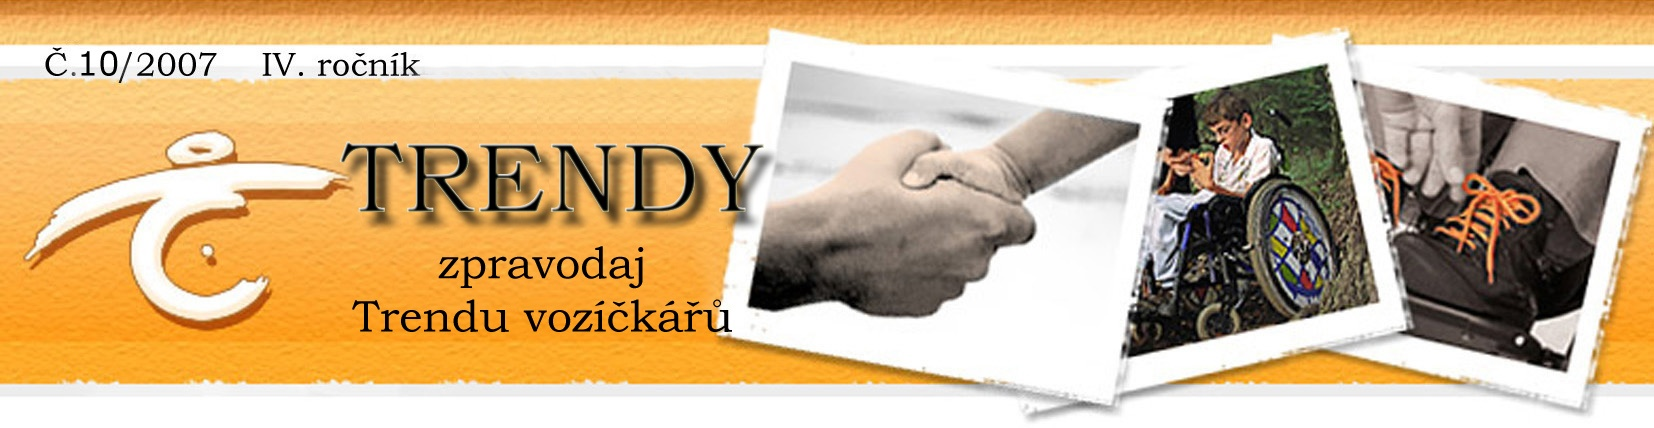 Č.10/2007 IV. ročník
TRENDY
zpravodaj
Trendu vozíčkářů